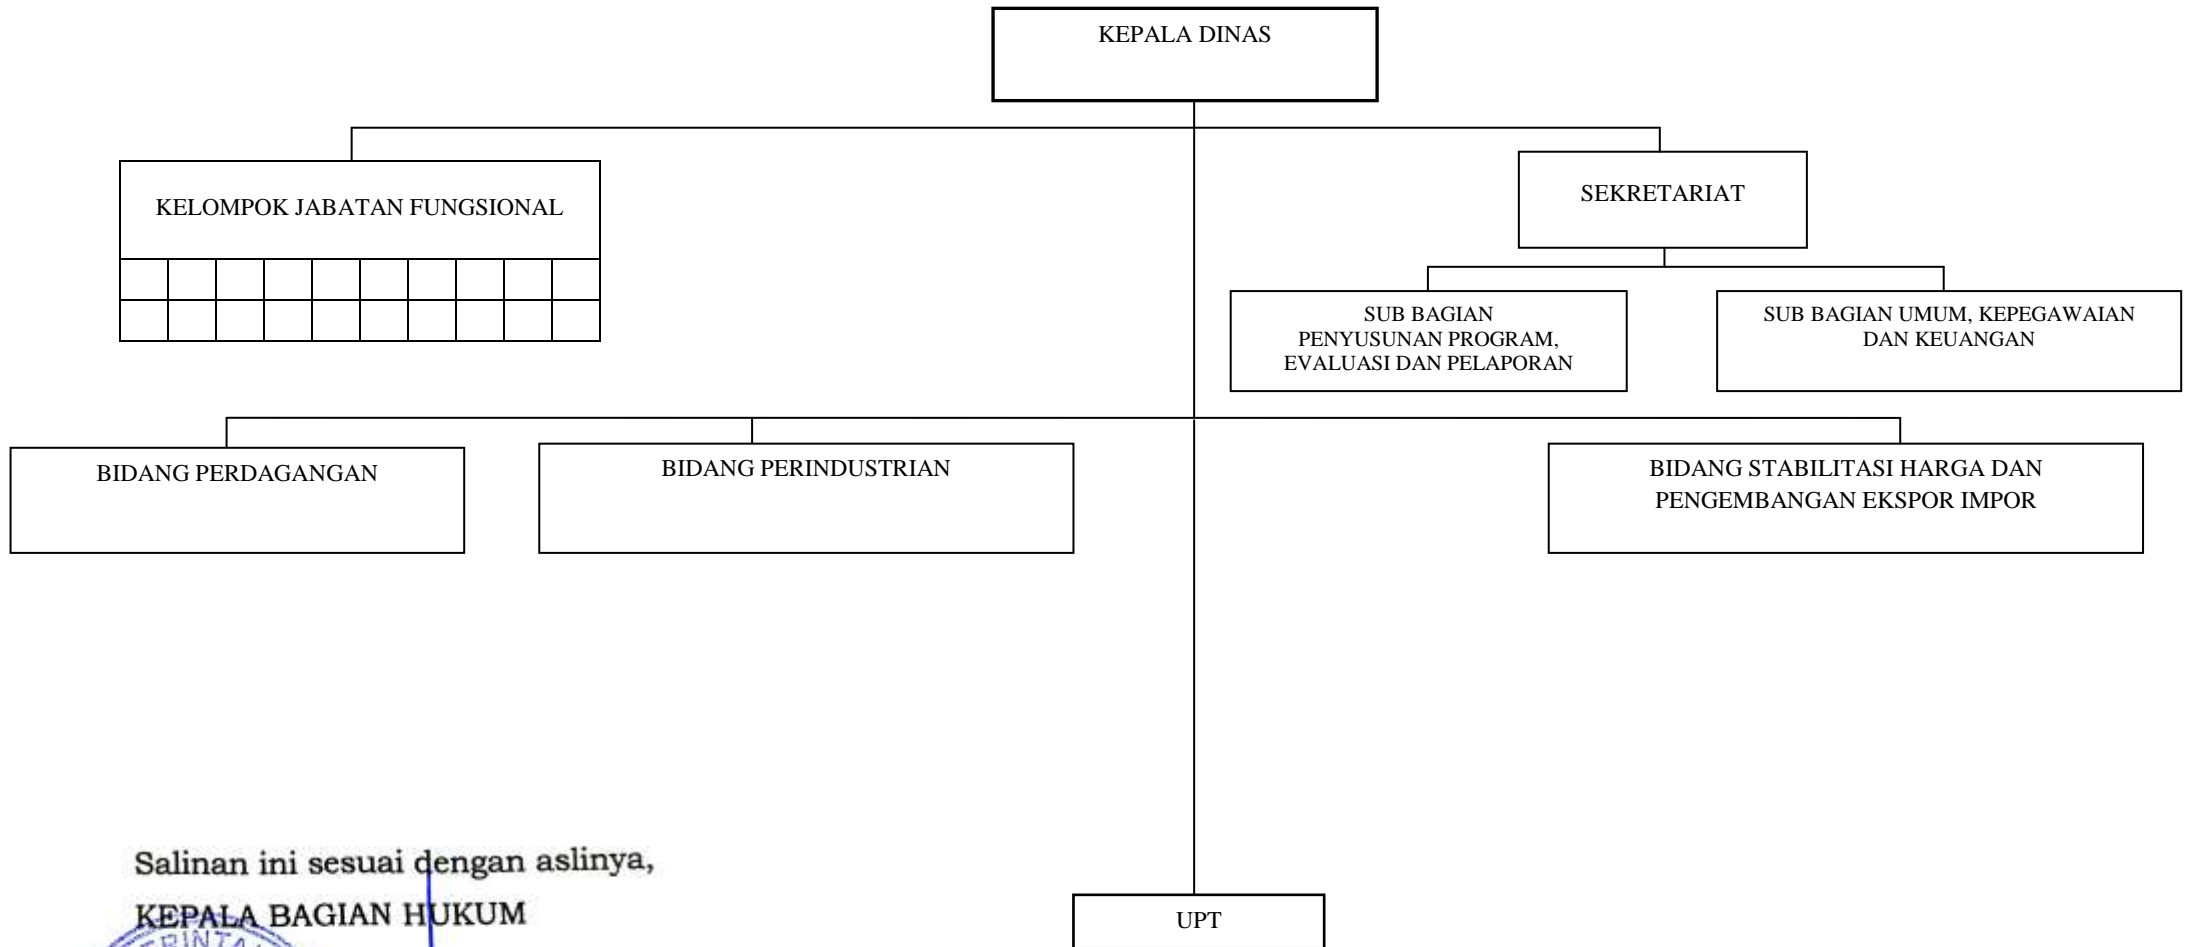 KEPALA DINAS
KELOMPOK JABATAN FUNGSIONAL
SEKRETARIAT
SUB BAGIAN
PENYUSUNAN PROGRAM,
EVALUASI DAN PELAPORAN
SUB BAGIAN UMUM, KEPEGAWAIAN
DAN KEUANGAN
BIDANG PERDAGANGAN
BIDANG PERINDUSTRIAN
BIDANG STABILITASI HARGA DAN
PENGEMBANGAN EKSPOR IMPOR
Salinan ini sesuai dengan aslinya,
KEPALA BAGIAN HUKUM
UPT